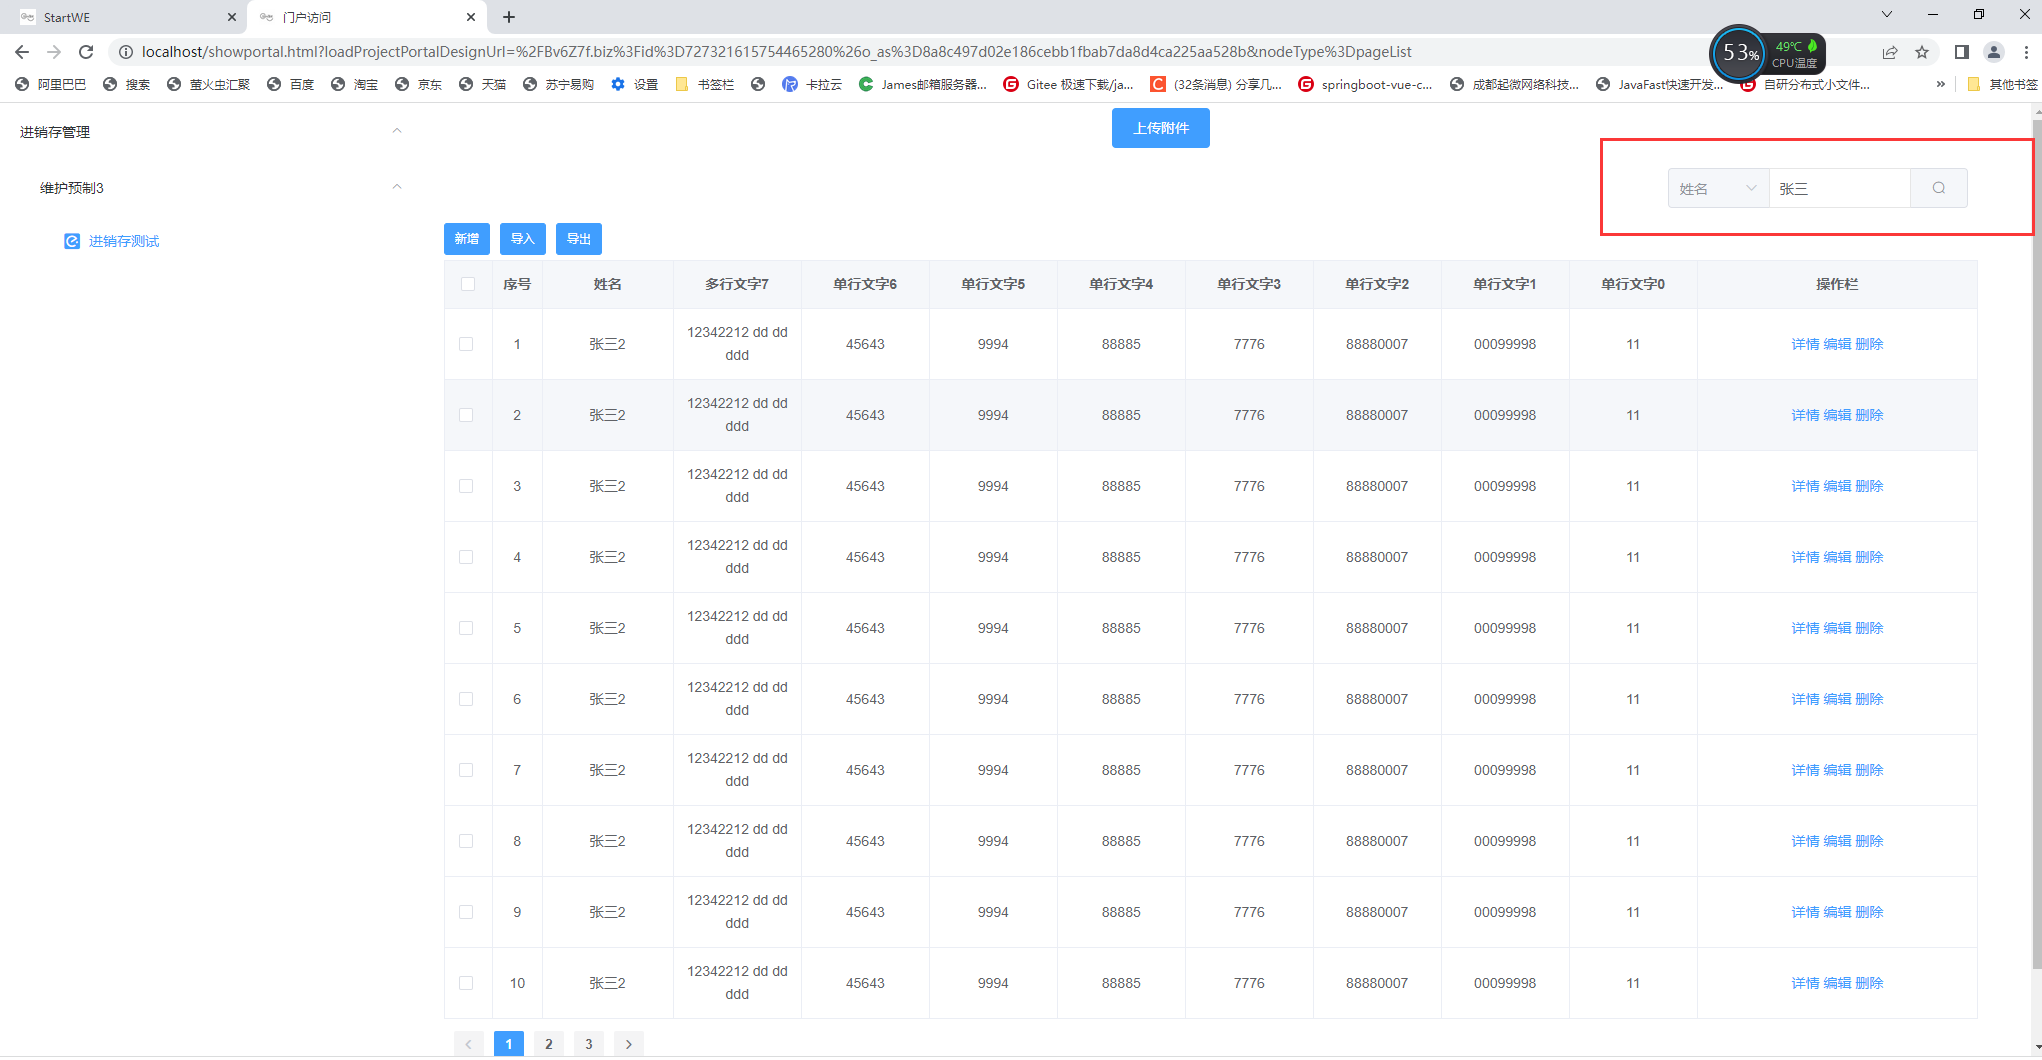 StartWE
门户访问
localhost/showportal.html?loadProjectPortalDesignUrl=%2FBv6Z7f.biz%3Fid%3D727321615754465280%26o_as%3D8a8c497d02e186cebb1fbab7da8d4ca225aa528b&nodeType%3DpageList
53%
49℃
CPU温度
阿里巴巴 搜索 萤火虫汇聚 百度 淘宝 京东 天猫 苏宁易购 设置 书签栏 卡拉云 James邮箱服务器... Gitee 极速下载/ja... (32条消息) 分享几... springboot-vue-c... 成都起微网络科技... JavaFast快速开发... 自研分布式小文件... » 其他书签
进销存管理
上传附件
维护预制3
姓名 张三
进销存测试
新增 导入 导出
序号 姓名 多行文字7 单行文字6 单行文字5 单行文字4 单行文字3 单行文字2 单行文字1 单行文字0 操作栏
1 张三2 12342212 dd dd ddd 45643 9994 88885 7776 88880007 00099998 11 详情 编辑 删除
2 张三2 12342212 dd dd ddd 45643 9994 88885 7776 88880007 00099998 11 详情 编辑 删除
3 张三2 12342212 dd dd ddd 45643 9994 88885 7776 88880007 00099998 11 详情 编辑 删除
4 张三2 12342212 dd dd ddd 45643 9994 88885 7776 88880007 00099998 11 详情 编辑 删除
5 张三2 12342212 dd dd ddd 45643 9994 88885 7776 88880007 00099998 11 详情 编辑 删除
6 张三2 12342212 dd dd ddd 45643 9994 88885 7776 88880007 00099998 11 详情 编辑 删除
7 张三2 12342212 dd dd ddd 45643 9994 88885 7776 88880007 00099998 11 详情 编辑 删除
8 张三2 12342212 dd dd ddd 45643 9994 88885 7776 88880007 00099998 11 详情 编辑 删除
9 张三2 12342212 dd dd ddd 45643 9994 88885 7776 88880007 00099998 11 详情 编辑 删除
10 张三2 12342212 dd dd ddd 45643 9994 88885 7776 88880007 00099998 11 详情 编辑 删除
1 2 3